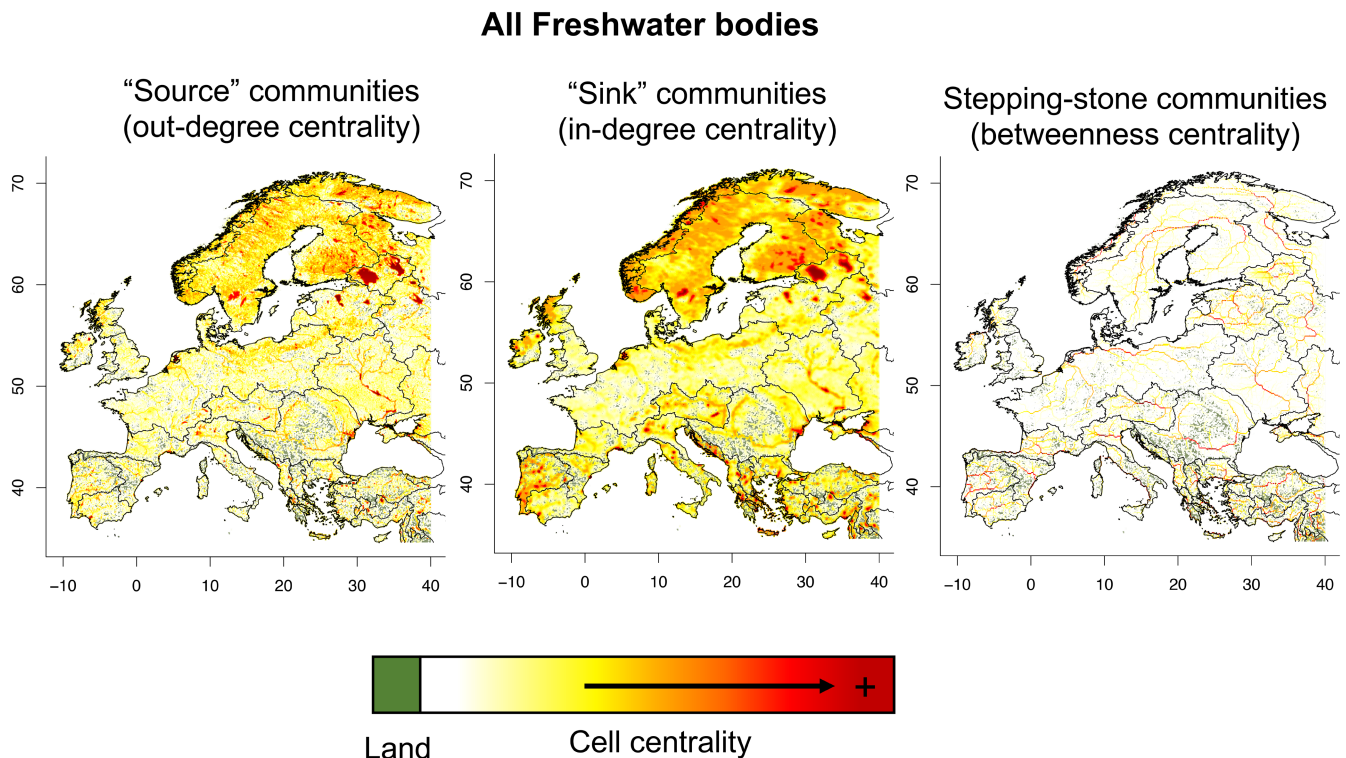 All Freshwater bodies
“Source” communities
(out-degree centrality)
“Sink” communities
(in-degree centrality)
Stepping-stone communities
(betweenness centrality)
70
60
50
40
−10 0 10 20 30 40
70
60
50
40
−10 0 10 20 30 40
70
60
50
40
−10 0 10 20 30 40
+
Land
Cell centrality